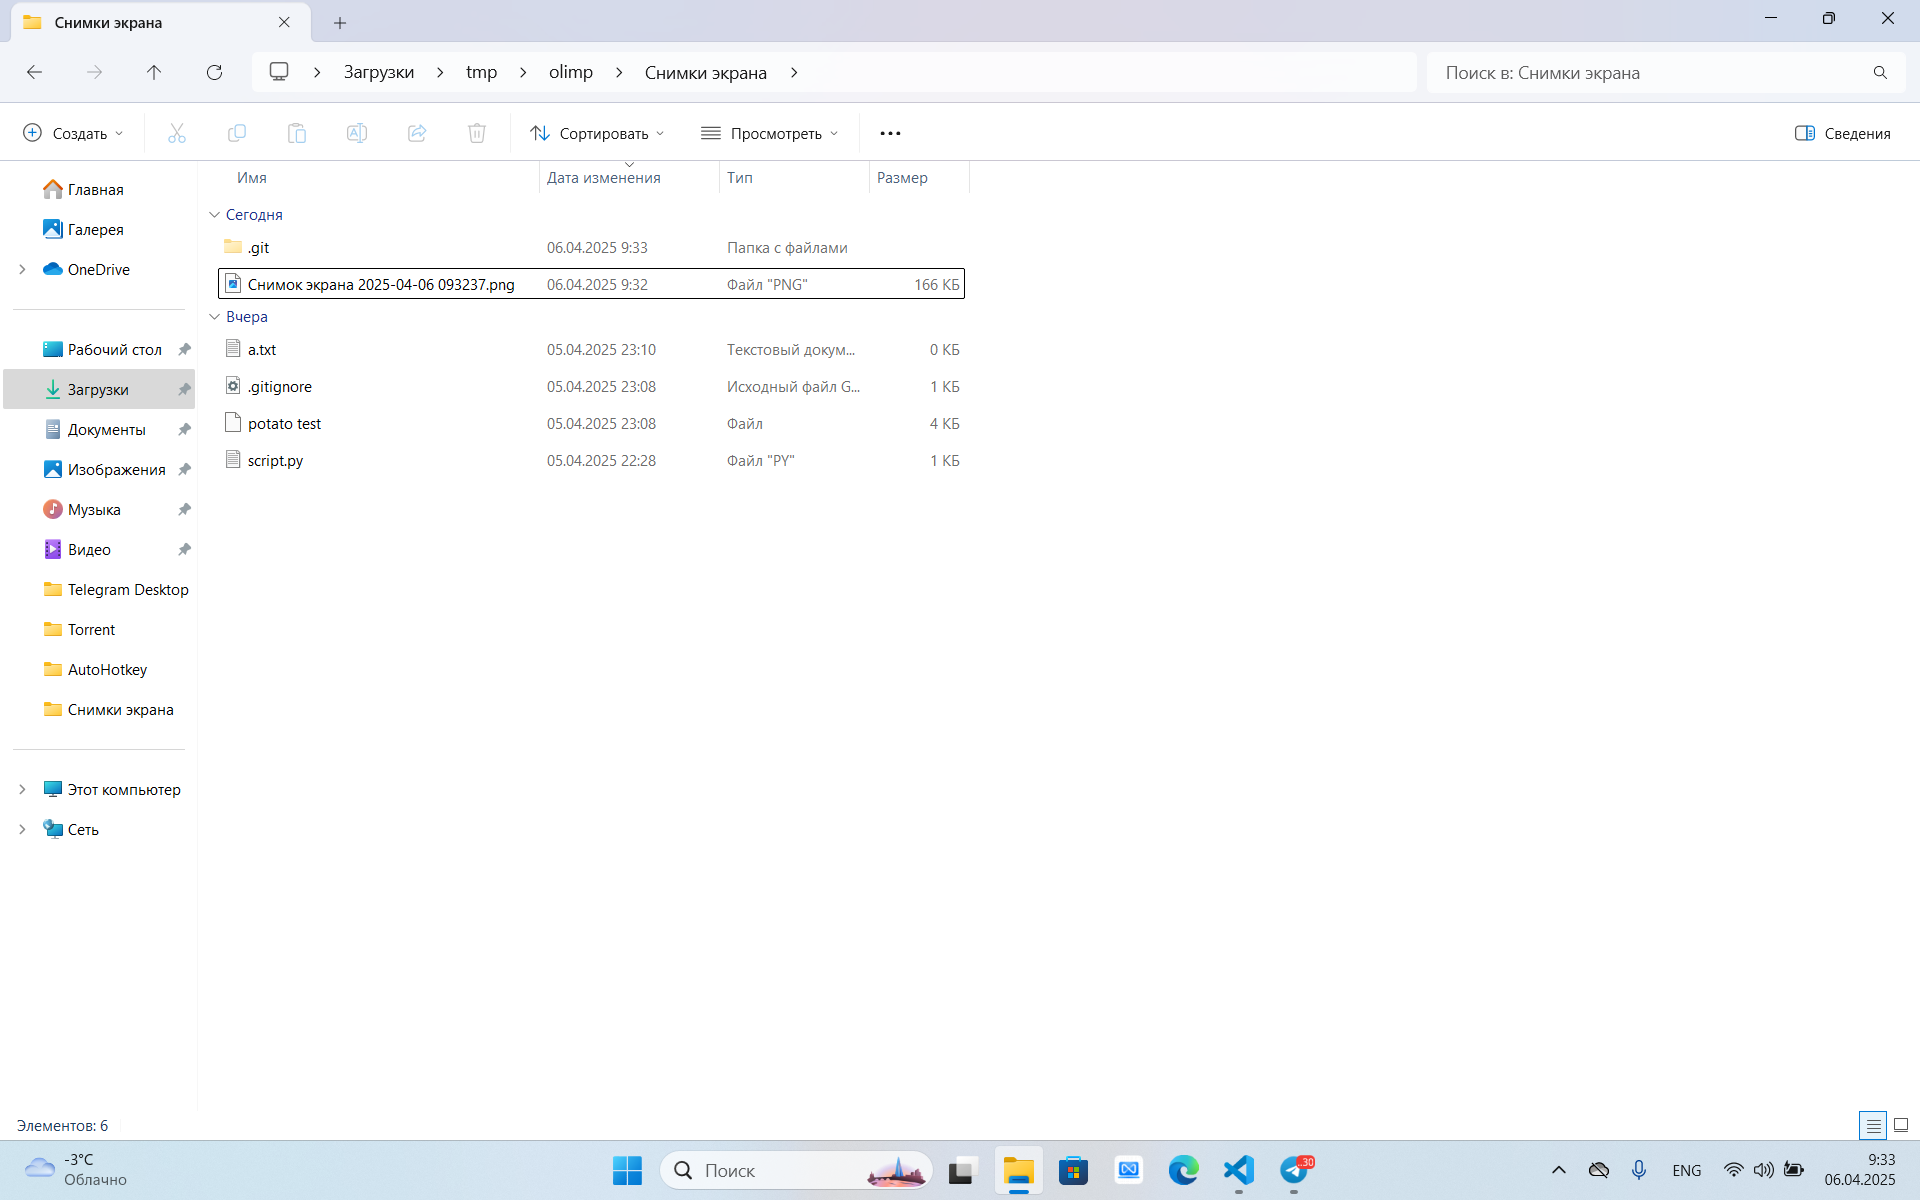 Снимки экрана
Загрузки tmp olimp Снимки экрана
Поиск в: Снимки экрана
Создать
Сортировать
Просмотреть
Сведения
Главная
Галерея
OneDrive
Рабочий стол
Загрузки
Документы
Изображения
Музыка
Видео
Telegram Desktop
Torrent
AutoHotkey
Снимки экрана
Этот компьютер
Сеть
Имя Дата изменения Тип Размер
Сегодня
.git 06.04.2025 9:33 Папка с файлами
Снимок экрана 2025-04-06 093237.png 06.04.2025 9:32 Файл "PNG" 166 КБ
Вчера
a.txt 05.04.2025 23:10 Текстовый докум... 0 КБ
.gitignore 05.04.2025 23:08 Исходный файл G... 1 КБ
potato test 05.04.2025 23:08 Файл 4 КБ
script.py 05.04.2025 22:28 Файл "PY" 1 КБ
Элементов: 6
-3°C
Облачно
Поиск
..30
ENG
9:33
06.04.2025